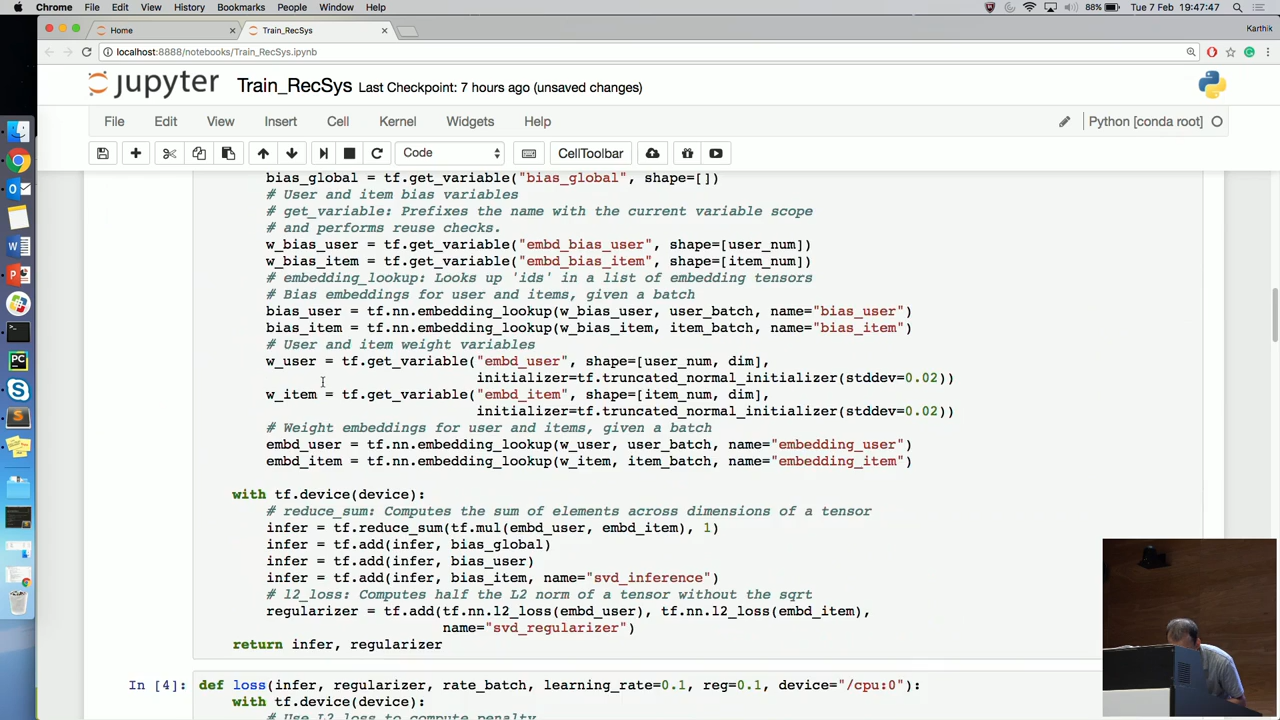 Chrome File Edit View History Bookmarks People Window Help 88% Tue 7 Feb 19:47:47
Home Train_RecSys Karthik
localhost:8888/notebooks/Train_RecSys.ipynb
jupyter Train_RecSys Last Checkpoint: 7 hours ago (unsaved changes)
File Edit View Insert Cell Kernel Widgets Help Python [conda root]
Code CellToolbar
bias_global = tf.get_variable("bias_global", shape=[])
# User and item bias variables
# get_variable: Prefixes the name with the current variable scope
# and performs reuse checks.
w_bias_user = tf.get_variable("embd_bias_user", shape=[user_num])
w_bias_item = tf.get_variable("embd_bias_item", shape=[item_num])
# embedding_lookup: Looks up 'ids' in a list of embedding tensors
# Bias embeddings for user and items, given a batch
bias_user = tf.nn.embedding_lookup(w_bias_user, user_batch, name="bias_user")
bias_item = tf.nn.embedding_lookup(w_bias_item, item_batch, name="bias_item")
# User and item weight variables
w_user = tf.get_variable("embd_user", shape=[user_num, dim],
initializer=tf.truncated_normal_initializer(stddev=0.02))
w_item = tf.get_variable("embd_item", shape=[item_num, dim],
initializer=tf.truncated_normal_initializer(stddev=0.02))
# Weight embeddings for user and items, given a batch
embd_user = tf.nn.embedding_lookup(w_user, user_batch, name="embedding_user")
embd_item = tf.nn.embedding_lookup(w_item, item_batch, name="embedding_item")
with tf.device(device):
# reduce_sum: Computes the sum of elements across dimensions of a tensor
infer = tf.reduce_sum(tf.mul(embd_user, embd_item), 1)
infer = tf.add(infer, bias_global)
infer = tf.add(infer, bias_user)
infer = tf.add(infer, bias_item, name="svd_inference")
# l2_loss: Computes half the L2 norm of a tensor without the sqrt
regularizer = tf.add(tf.nn.l2_loss(embd_user), tf.nn.l2_loss(embd_item),
name="svd_regularizer")
return infer, regularizer
In [4]: def loss(infer, regularizer, rate_batch, learning_rate=0.1, reg=0.1, device="/cpu:0"):
with tf.device(device):
# Use L2 loss to compute penalty